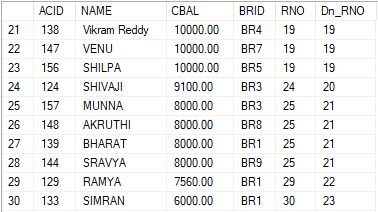 ACID NAME CBAL BRID RNO Dn_RNO
21 138 Vikram Reddy 10000.00 BR4 19 19
22 147 VENU 10000.00 BR7 19 19
23 156 SHILPA 10000.00 BR5 19 19
24 124 SHIVAJI 9100.00 BR3 24 20
25 157 MUNNA 8000.00 BR3 25 21
26 148 AKRUTHI 8000.00 BR8 25 21
27 139 BHARAT 8000.00 BR1 25 21
28 144 SRAVYA 8000.00 BR9 25 21
29 129 RAMYA 7560.00 BR1 29 22
30 133 SIMRAN 6000.00 BR1 30 23